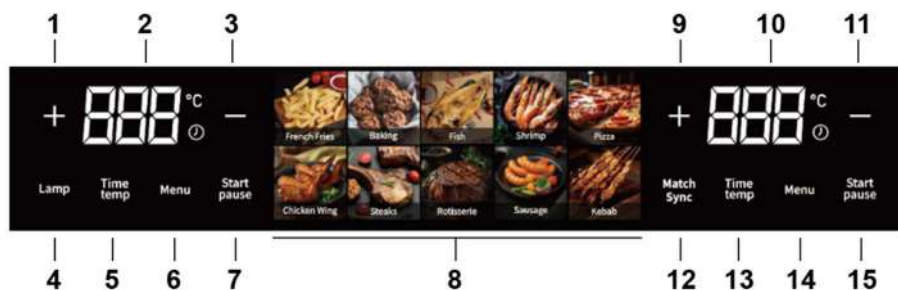 1 2 3 9 10 11
+ 888 °C − + 888 °C −
French Fries Baking Fish Shrimp Pizza
Lamp Time temp Menu Start pause
Chicken Wing Steaks Rotisserie Sausage Kebab
Match Sync Time temp Menu Start pause
4 5 6 7 8 12 13 14 15